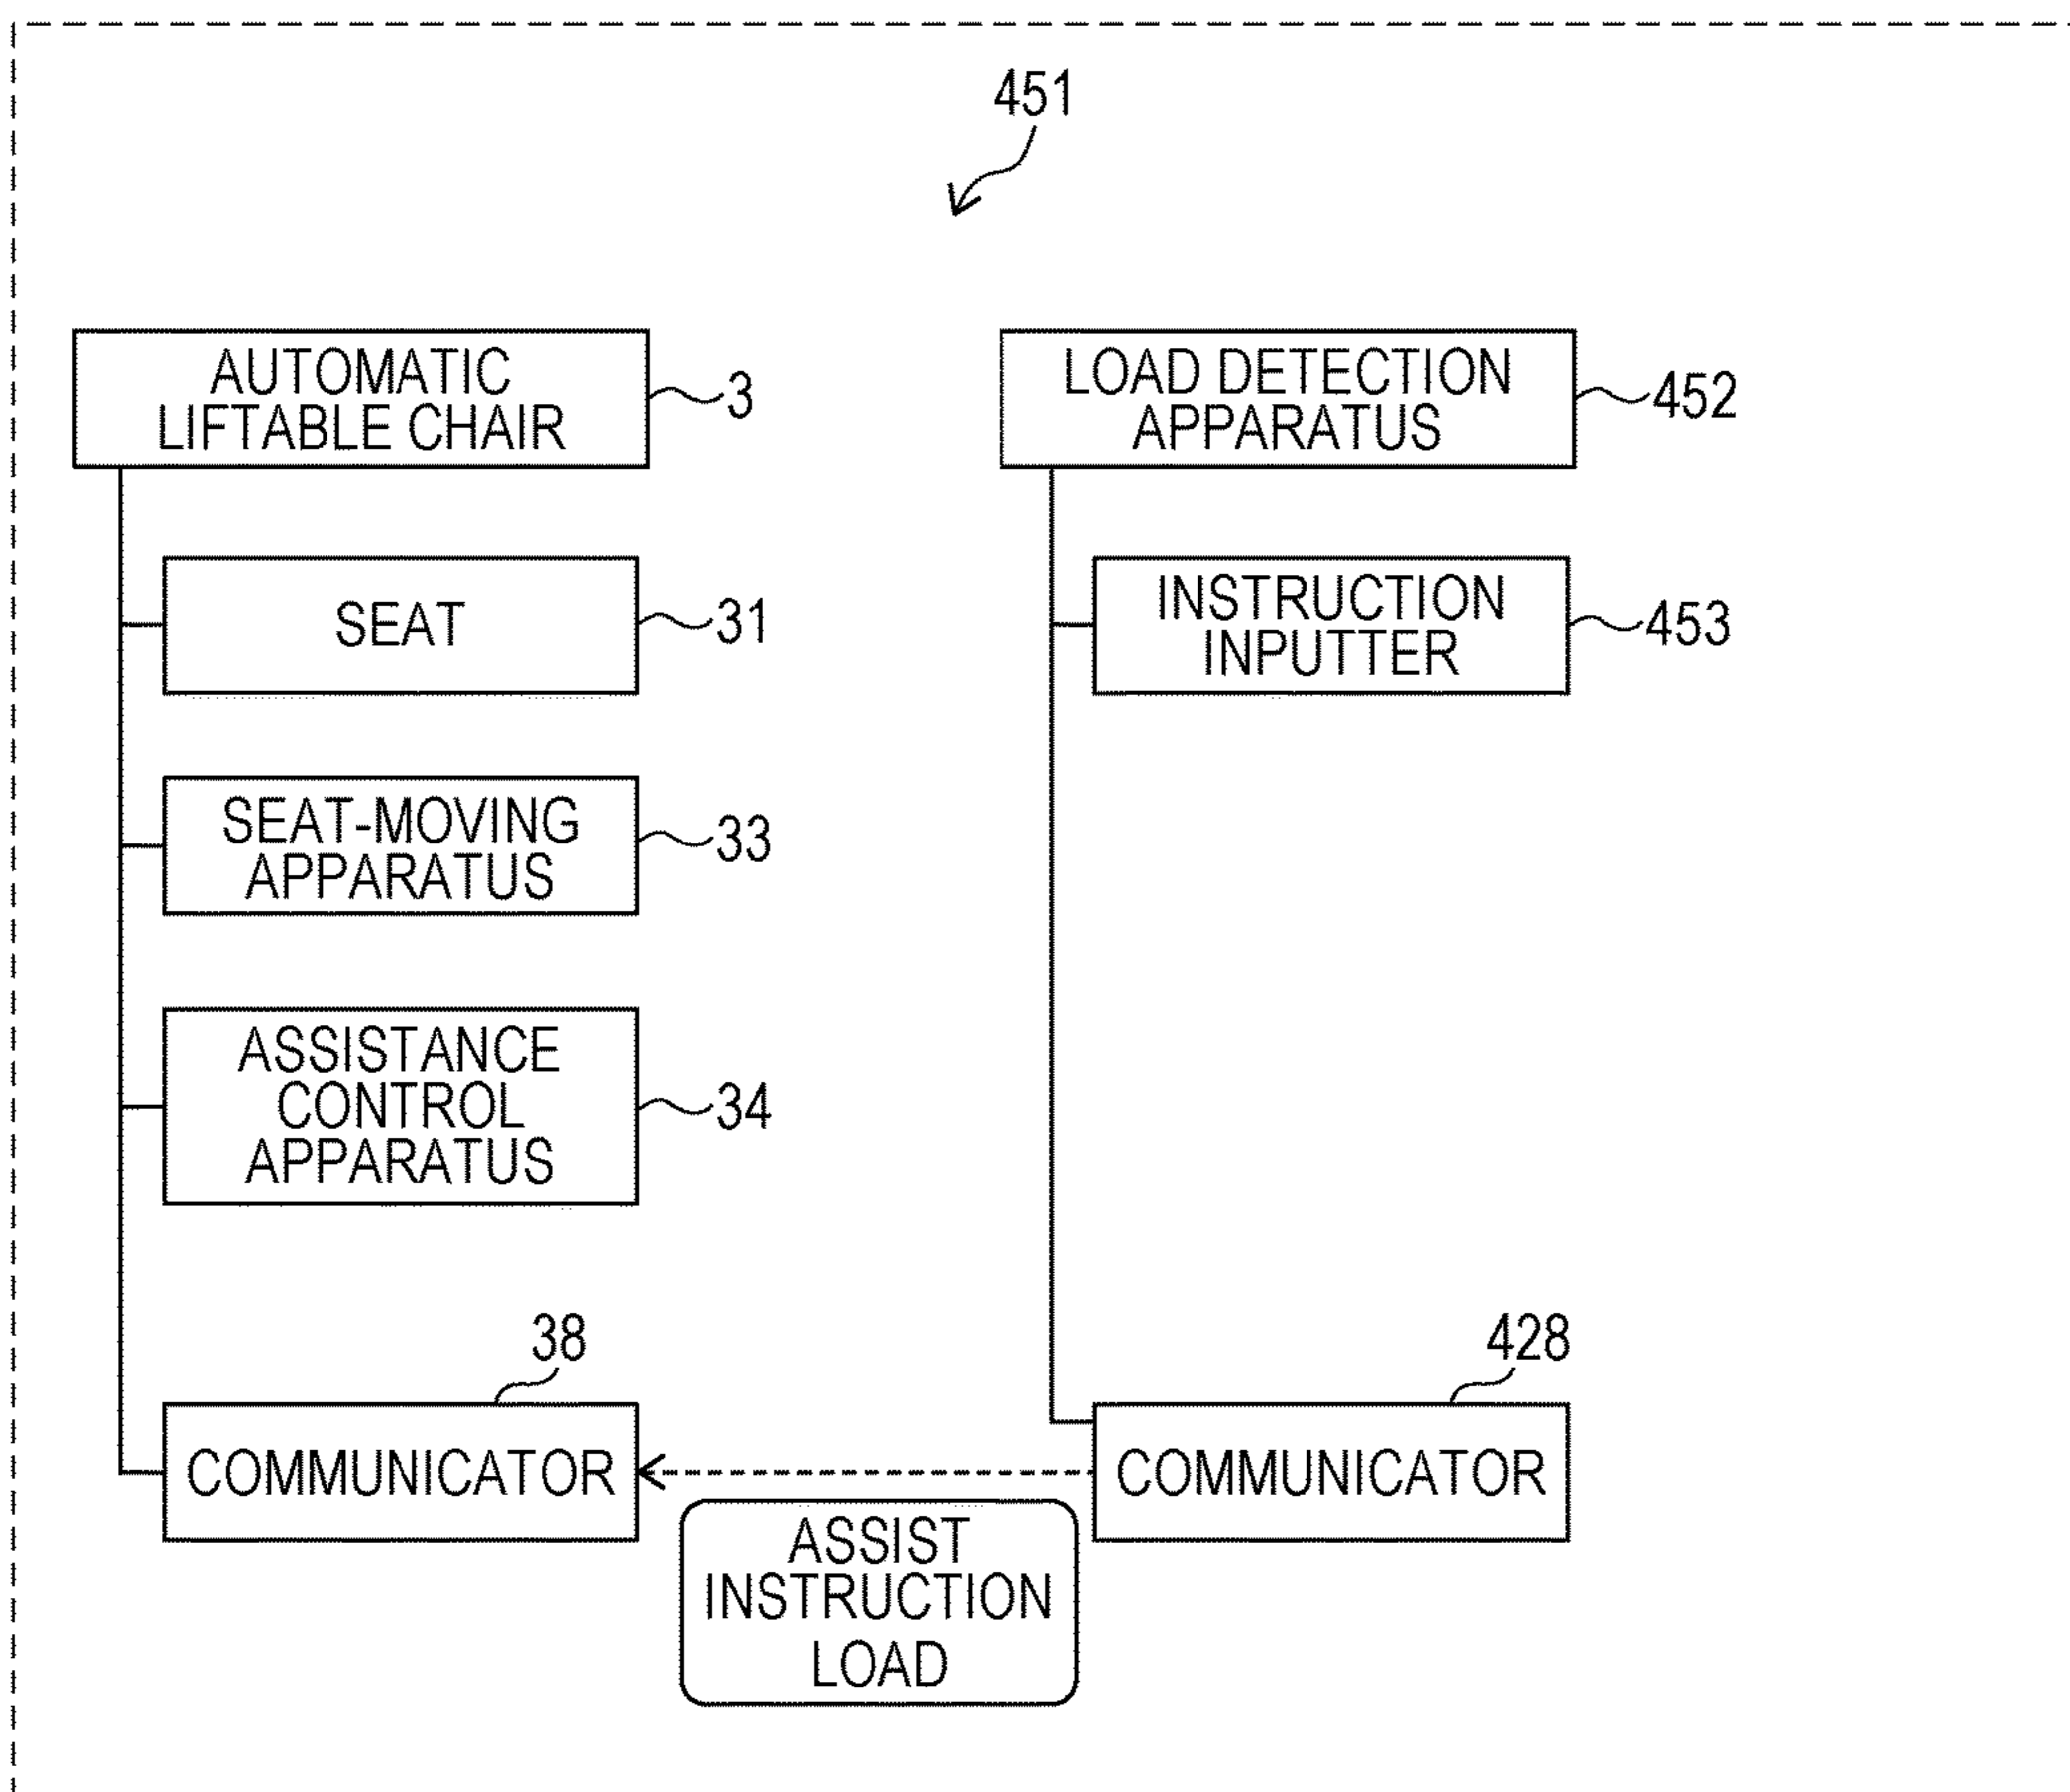 451
AUTOMATIC
LIFTABLE CHAIR
3
LOAD DETECTION
APPARATUS
452
SEAT
31
INSTRUCTION
INPUTTER
453
SEAT-MOVING
APPARATUS
33
ASSISTANCE
CONTROL
APPARATUS
34
38
COMMUNICATOR
428
COMMUNICATOR
ASSIST
INSTRUCTION
LOAD